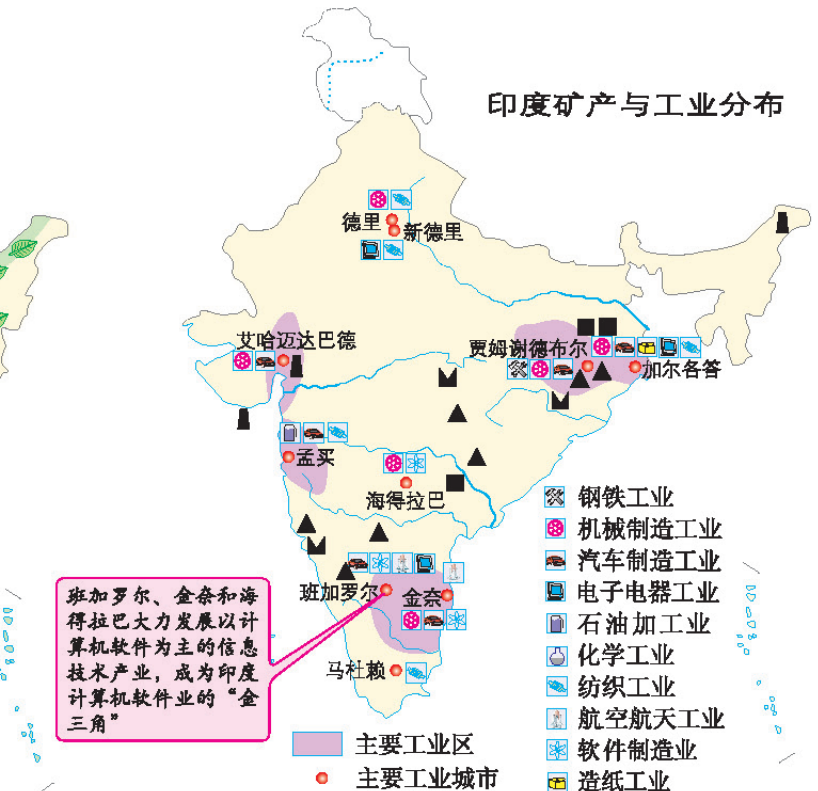 印度矿产与工业分布
德里
新德里
艾哈迈达巴德
贾姆谢德布尔
加尔各答
孟买
海得拉巴
班加罗尔
金奈
马杜赖
班加罗尔、金奈和海
得拉巴大力发展以计
算机软件为主的信息
技术产业，成为印度
计算机软件业的“金
三角”
钢铁工业
机械制造工业
汽车制造工业
电子电器工业
石油加工业
化学工业
纺织工业
航空航天工业
软件制造业
造纸工业
主要工业区
主要工业城市